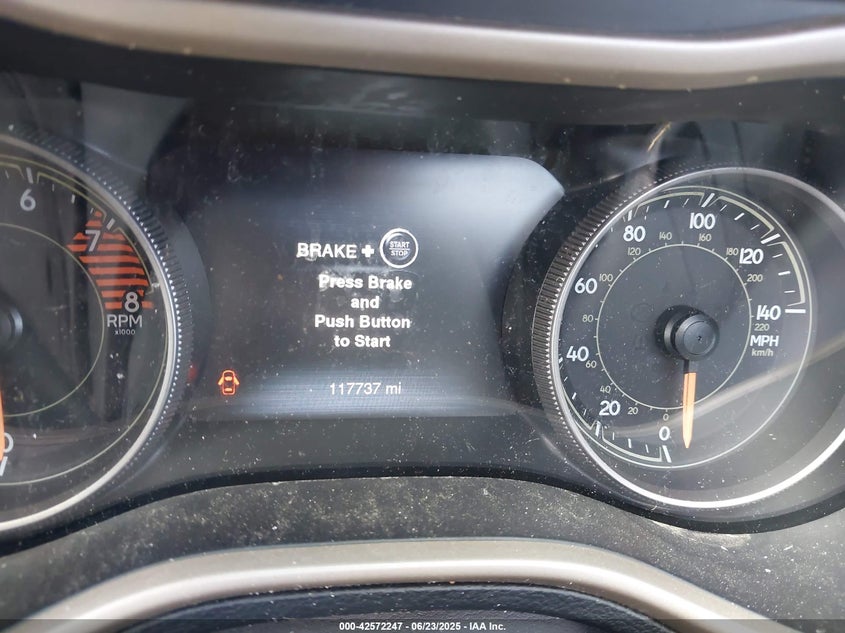 6
7
8
RPM
x1000
0
BRAKE + START STOP
Press Brake
and
Push Button
to Start
117737 mi
0
20
40
60
80
100
120
140
MPH
km/h
0
20
40
60
100
120
140
160
180
200
220
000-42572247 - 06/23/2025 - IAA Inc.